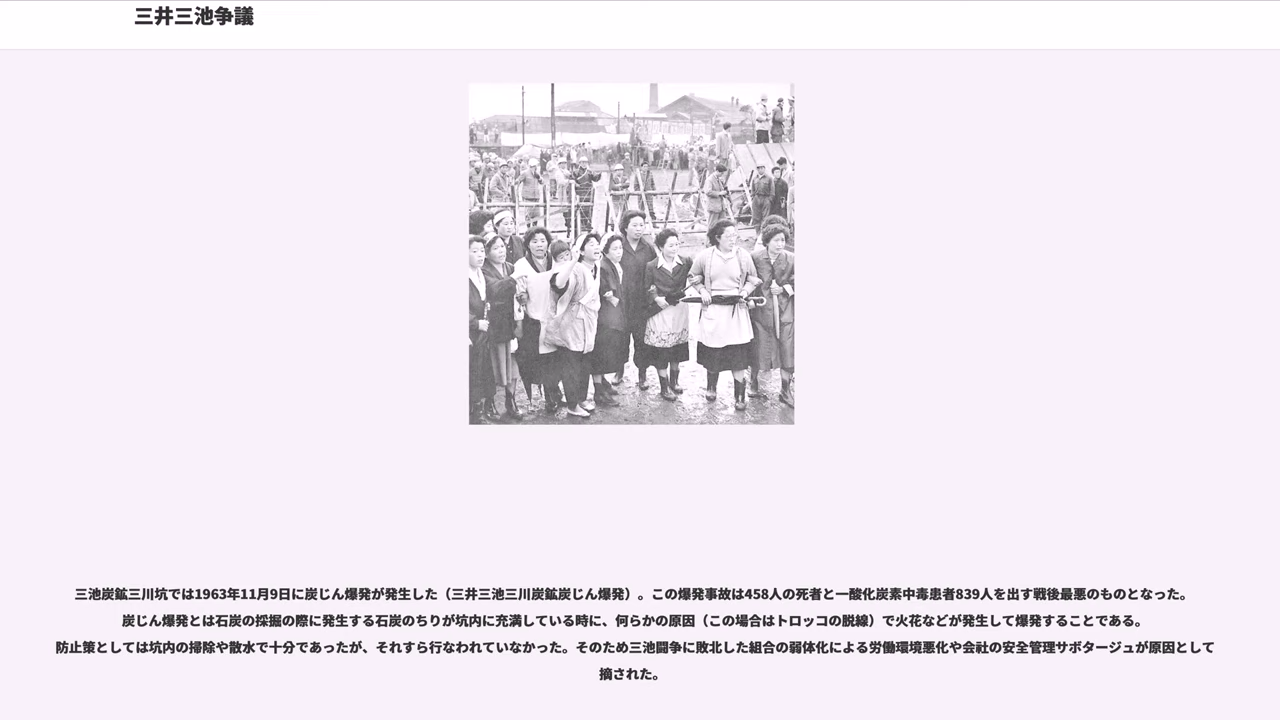 三井三池争議
三池炭鉱三川坑では1963年11月9日に炭じん爆発が発生した（三井三池三川炭鉱炭じん爆発）。この爆発事故は458人の死者と一酸化炭素中毒患者839人を出す戦後最悪のものとなった。
炭じん爆発とは石炭の採掘の際に発生する石炭のちりが坑内に充満している時に、何らかの原因（この場合はトロッコの脱線）で火花などが発生して爆発することである。
防止策としては坑内の掃除や散水で十分であったが、それすら行なわれていなかった。そのため三池闘争に敗北した組合の弱体化による労働環境悪化や会社の安全管理サボタージュが原因として
摘された。